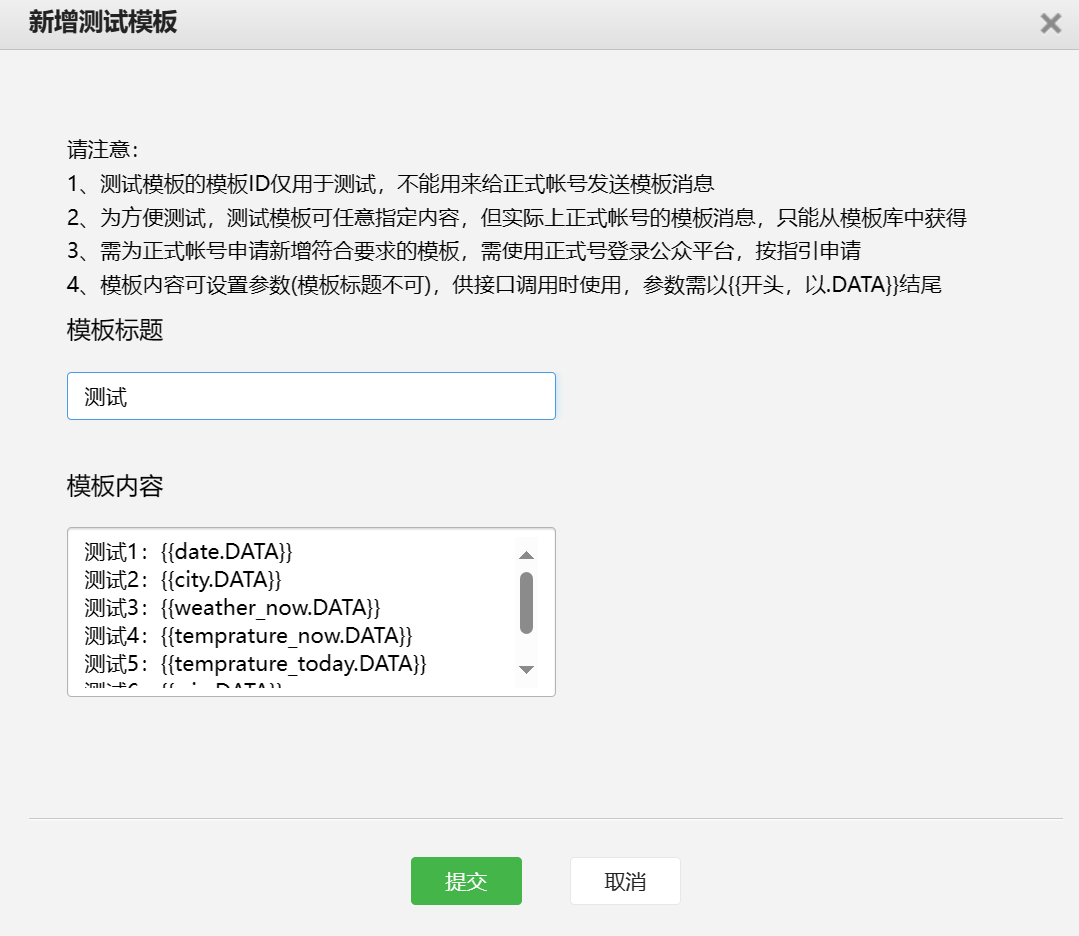 新增测试模板
请注意：
1、测试模板的模板ID仅用于测试，不能用来给正式帐号发送模板消息
2、为方便测试，测试模板可任意指定内容，但实际上正式帐号的模板消息，只能从模板库中获得
3、需为正式帐号申请新增符合要求的模板，需使用正式号登录公众平台，按指引申请
4、模板内容可设置参数(模板标题不可)，供接口调用时使用，参数需以{{开头，以.DATA}}结尾
模板标题
测试
模板内容
测试1：{{date.DATA}}
测试2：{{city.DATA}}
测试3：{{weather_now.DATA}}
测试4：{{temprature_now.DATA}}
测试5：{{temprature_today.DATA}}
提交
取消